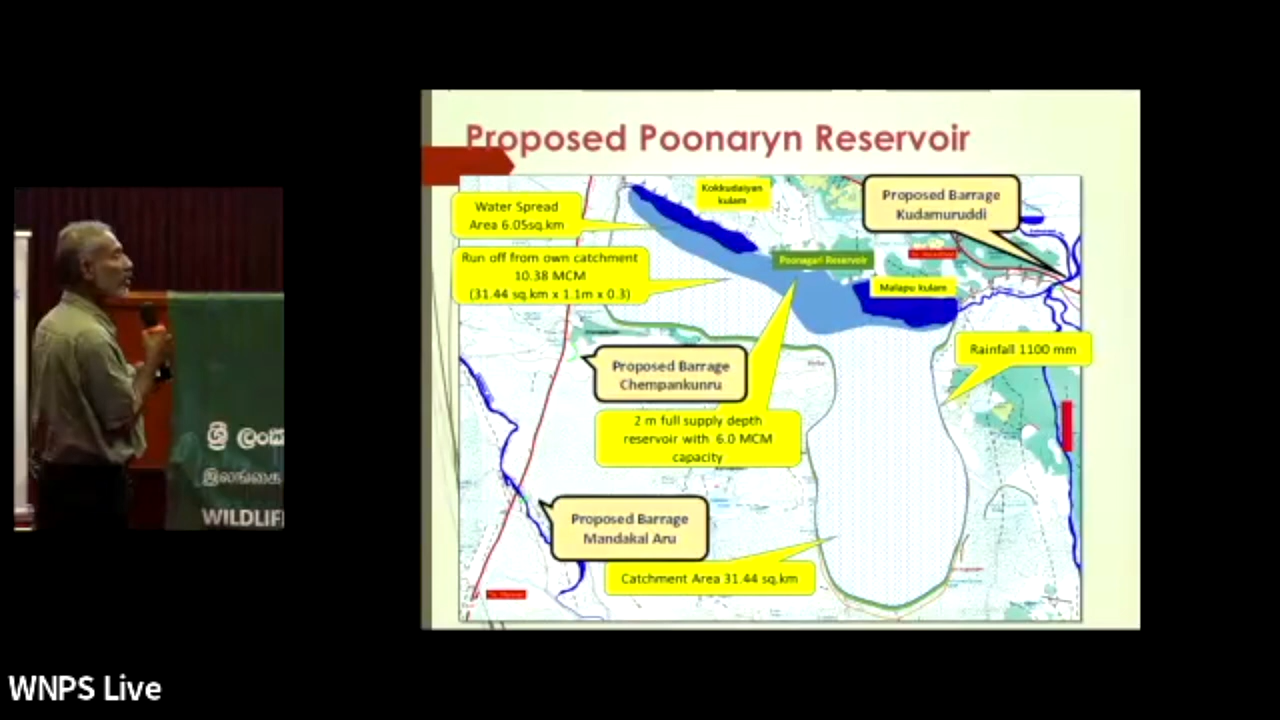 Proposed Poonaryn Reservoir
Water Spread
Area 6.05sq.km
Kokkudaiyan
kulam
Proposed Barrage
Kudamuruddi
Run off from own catchment
10.38 MCM
(31.44 sq.km x 1.1m x 0.3)
Poonagari Reservoir
Malapu kulam
Rainfall 1100 mm
Proposed Barrage
Chempankunru
2 m full supply depth
reservoir with 6.0 MCM
capacity
Proposed Barrage
Mandakal Aru
Catchment Area 31.44 sq.km
ශ්‍රී ලංක
இலங்கை
WILDLIF
WNPS Live